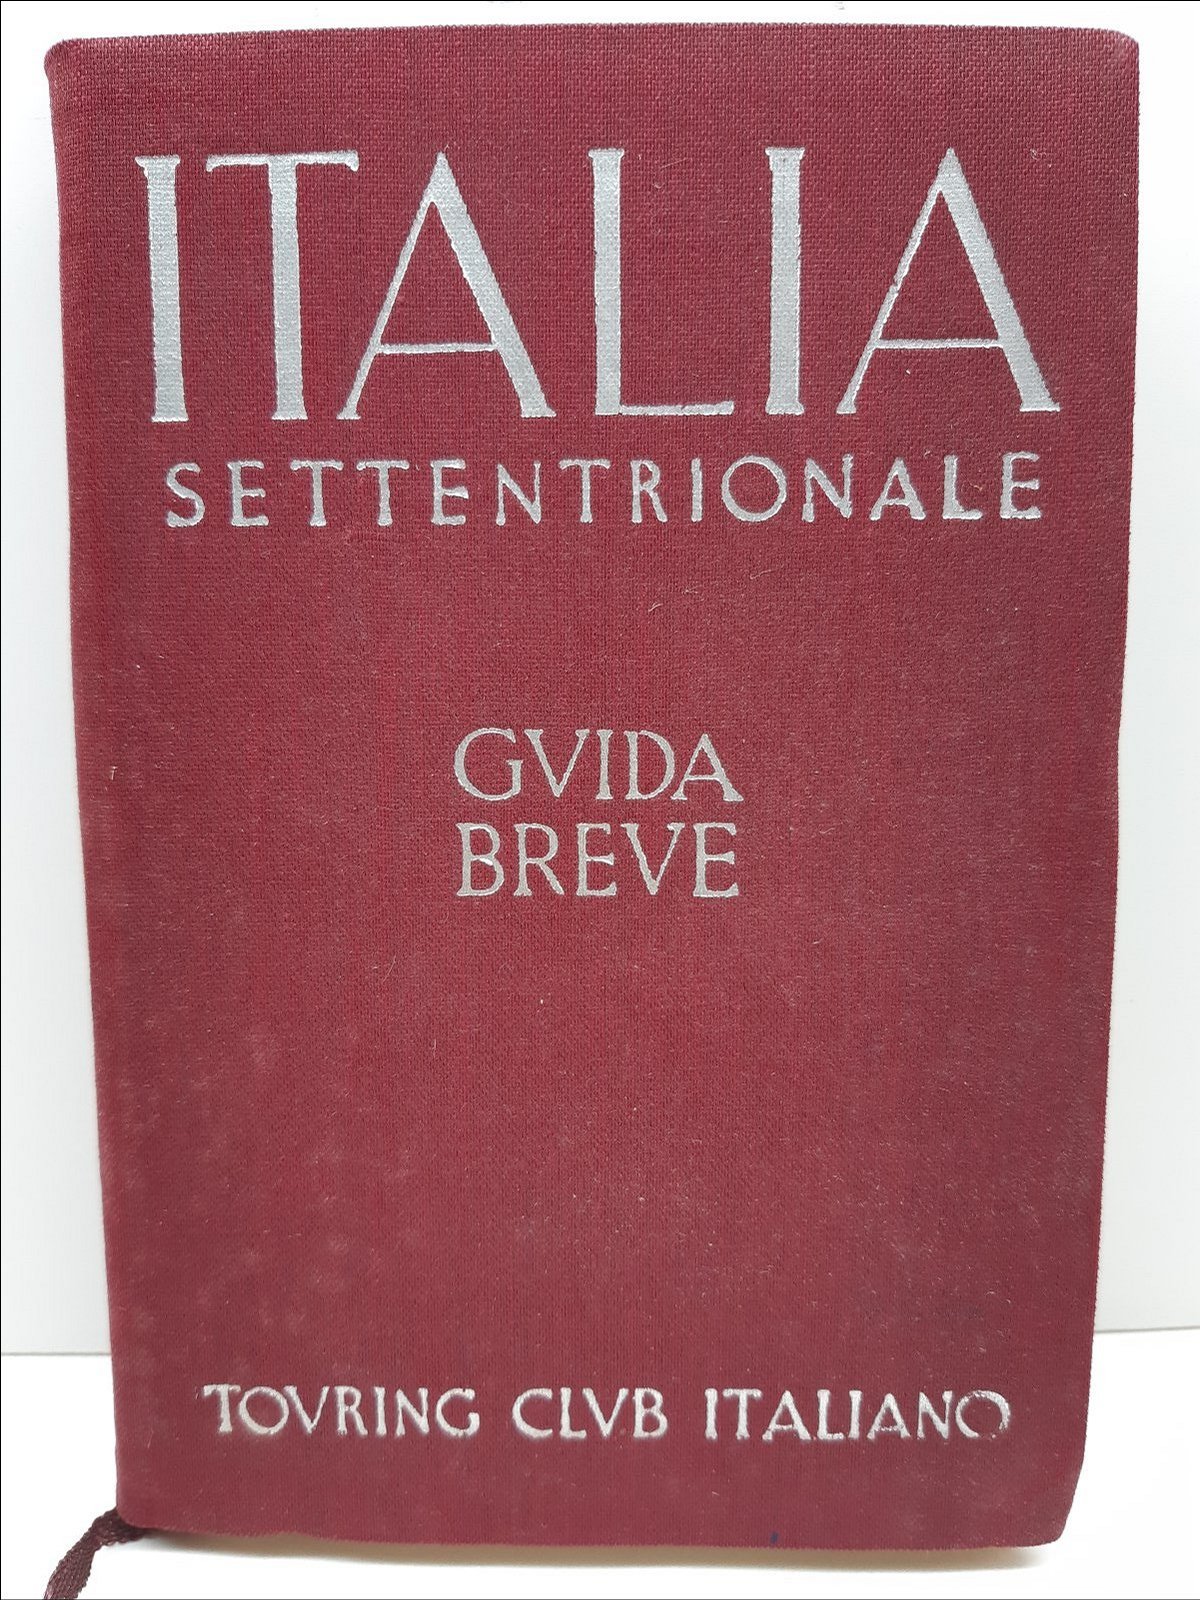 ITALIA
SETTENTRIONALE
GVIDA
BREVE
TOVRING CLVB ITALIANO